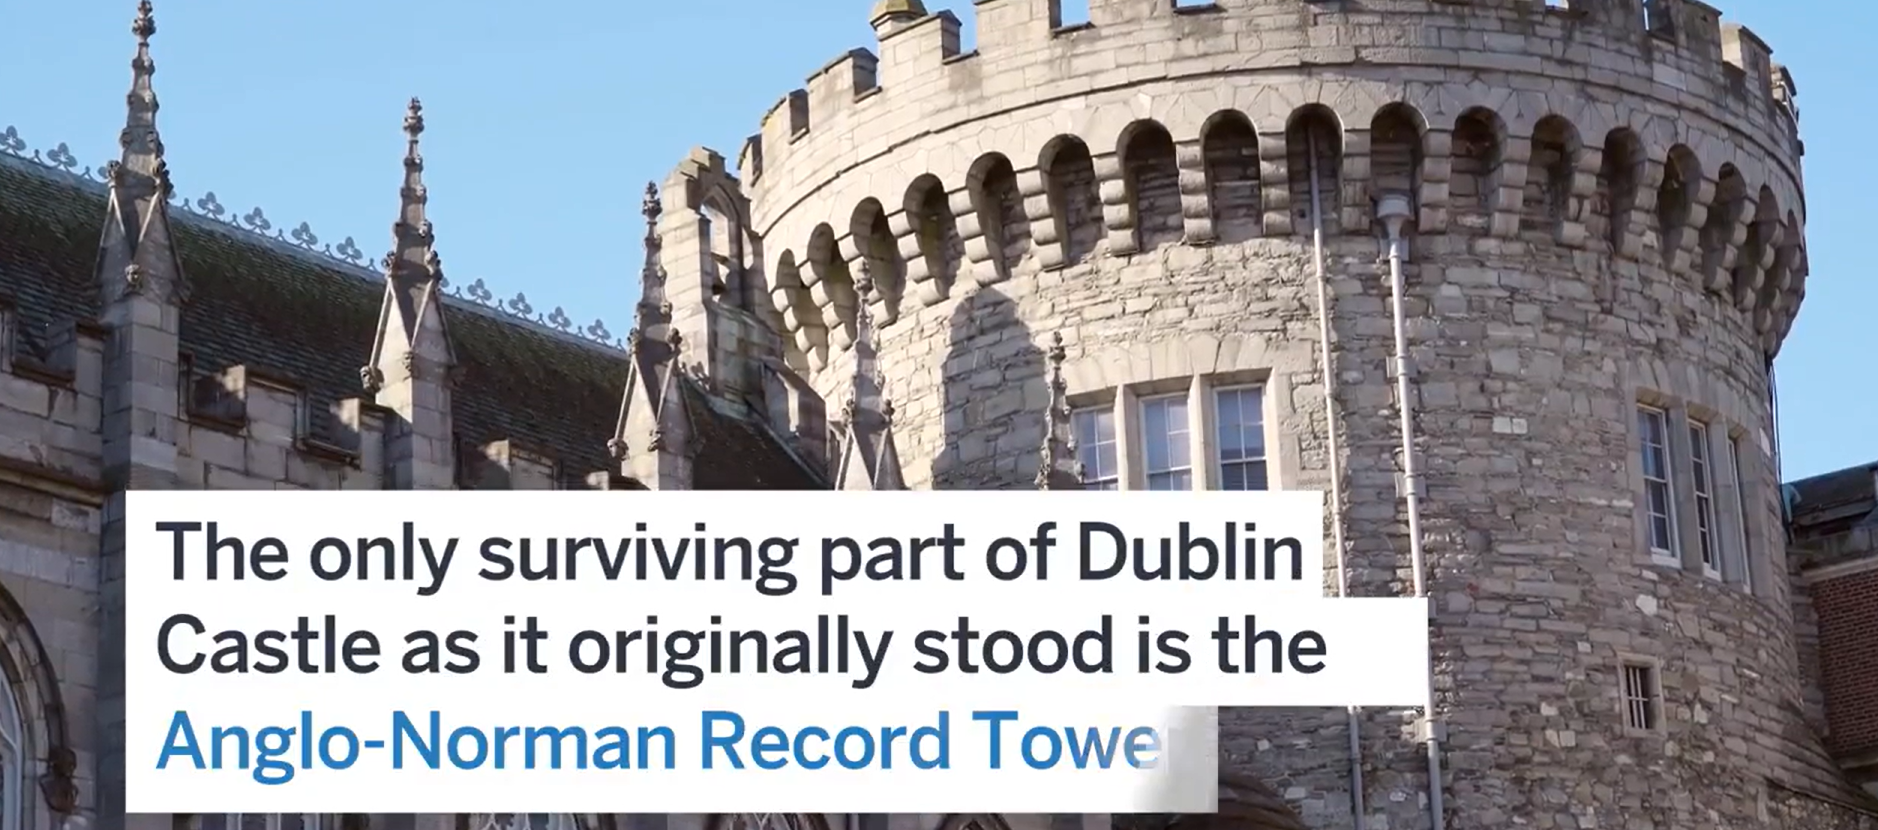 The only surviving part of Dublin
Castle as it originally stood is the
Anglo-Norman Record Towe